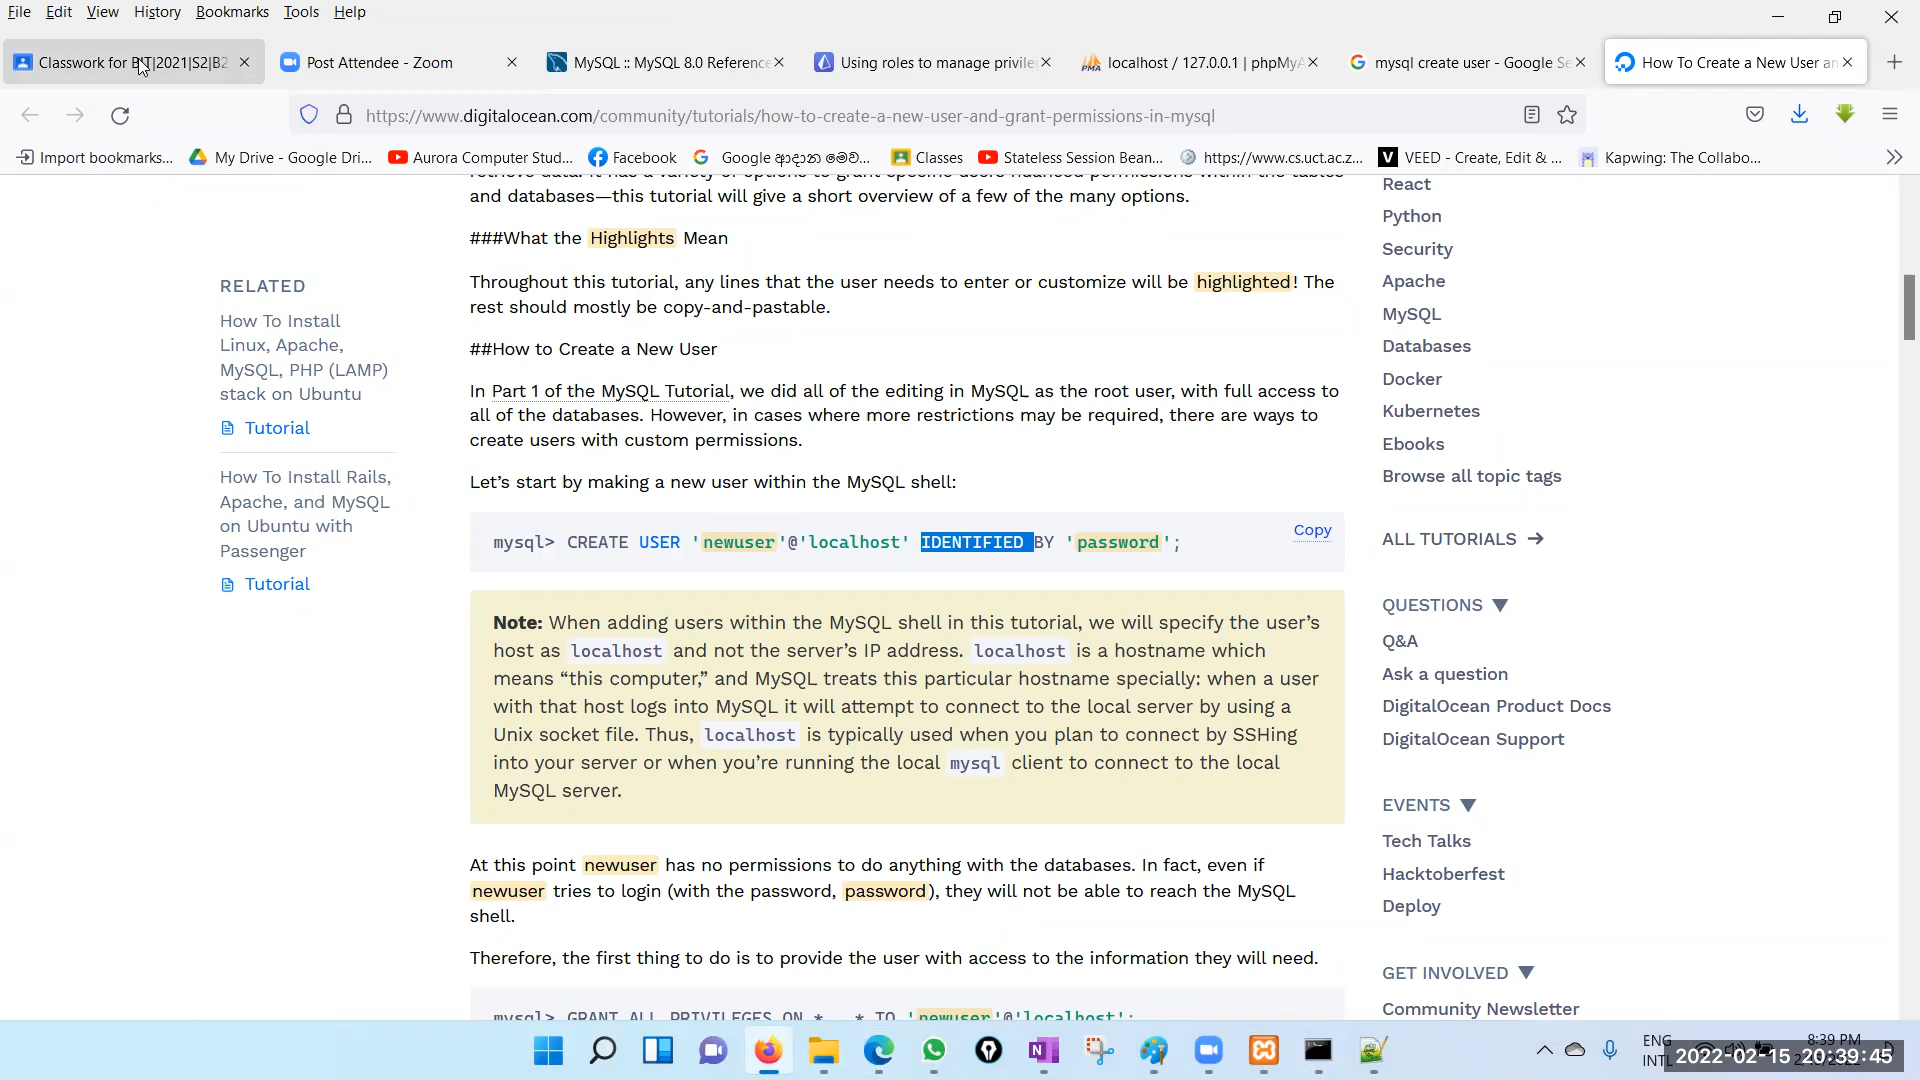 File Edit View History Bookmarks Tools Help
Classwork for BIT|2021|S2|B2
Post Attendee - Zoom
MySQL :: MySQL 8.0 Reference
Using roles to manage privile
localhost / 127.0.0.1 | phpMyA
mysql create user - Google Se
How To Create a New User an
https://www.digitalocean.com/community/tutorials/how-to-create-a-new-user-and-grant-permissions-in-mysql
Import bookmarks... My Drive - Google Dri... Aurora Computer Stud... Facebook Google ආදාන මෙව... Classes Stateless Session Bean... https://www.cs.uct.ac.z... VEED - Create, Edit & ... Kapwing: The Collabo...
RELATED
How To Install
Linux, Apache,
MySQL, PHP (LAMP)
stack on Ubuntu
Tutorial
How To Install Rails,
Apache, and MySQL
on Ubuntu with
Passenger
Tutorial
and databases—this tutorial will give a short overview of a few of the many options.
###What the Highlights Mean
Throughout this tutorial, any lines that the user needs to enter or customize will be highlighted! The
rest should mostly be copy-and-pastable.
##How to Create a New User
In Part 1 of the MySQL Tutorial, we did all of the editing in MySQL as the root user, with full access to
all of the databases. However, in cases where more restrictions may be required, there are ways to
create users with custom permissions.
Let's start by making a new user within the MySQL shell:
Copy
mysql> CREATE USER 'newuser'@'localhost' IDENTIFIED BY 'password';
Note: When adding users within the MySQL shell in this tutorial, we will specify the user's
host as localhost and not the server's IP address. localhost is a hostname which
means “this computer,” and MySQL treats this particular hostname specially: when a user
with that host logs into MySQL it will attempt to connect to the local server by using a
Unix socket file. Thus, localhost is typically used when you plan to connect by SSHing
into your server or when you're running the local mysql client to connect to the local
MySQL server.
At this point newuser has no permissions to do anything with the databases. In fact, even if
newuser tries to login (with the password, password), they will not be able to reach the MySQL
shell.
Therefore, the first thing to do is to provide the user with access to the information they will need.
mysql> GRANT ALL PRIVILEGES ON * . * TO 'newuser'@'localhost';
React
Python
Security
Apache
MySQL
Databases
Docker
Kubernetes
Ebooks
Browse all topic tags
ALL TUTORIALS
QUESTIONS
Q&A
Ask a question
DigitalOcean Product Docs
DigitalOcean Support
EVENTS
Tech Talks
Hacktoberfest
Deploy
GET INVOLVED
Community Newsletter
ENG
INTL
8:39 PM
2022-02-15 20:39:45